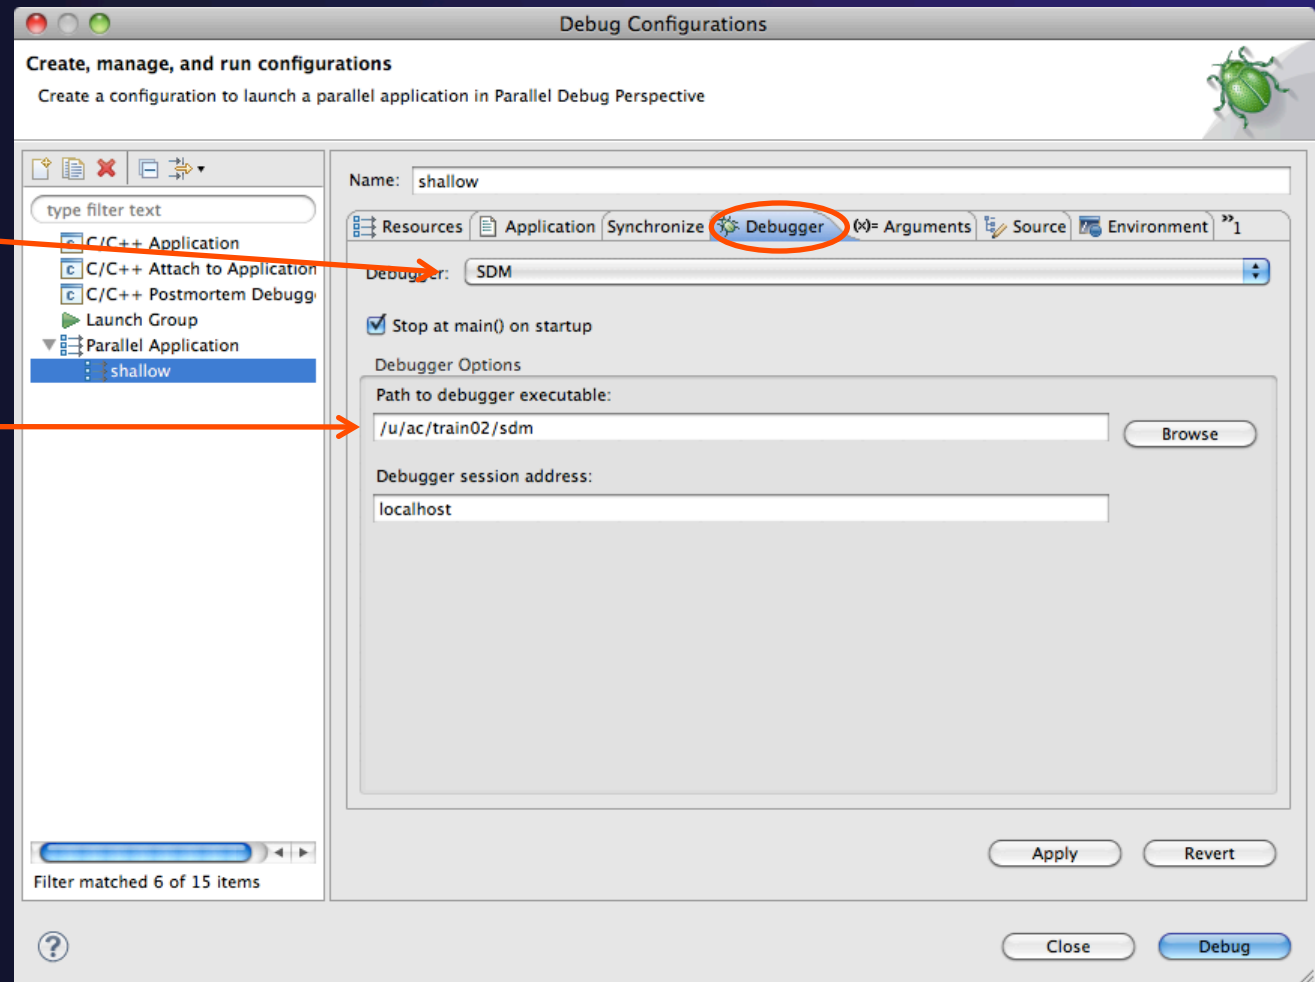 Debug Configurations
Create, manage, and run configurations
Create a configuration to launch a parallel application in Parallel Debug Perspective
type filter text
C/C++ Application
C/C++ Attach to Application
C/C++ Postmortem Debugg
Launch Group
Parallel Application
shallow
Filter matched 6 of 15 items
Name: shallow
Resources Application Synchronize Debugger (x)= Arguments Source Environment »1
Debugger: SDM
Stop at main() on startup
Debugger Options
Path to debugger executable:
/u/ac/train02/sdm Browse
Debugger session address:
localhost
Apply Revert
? Close Debug